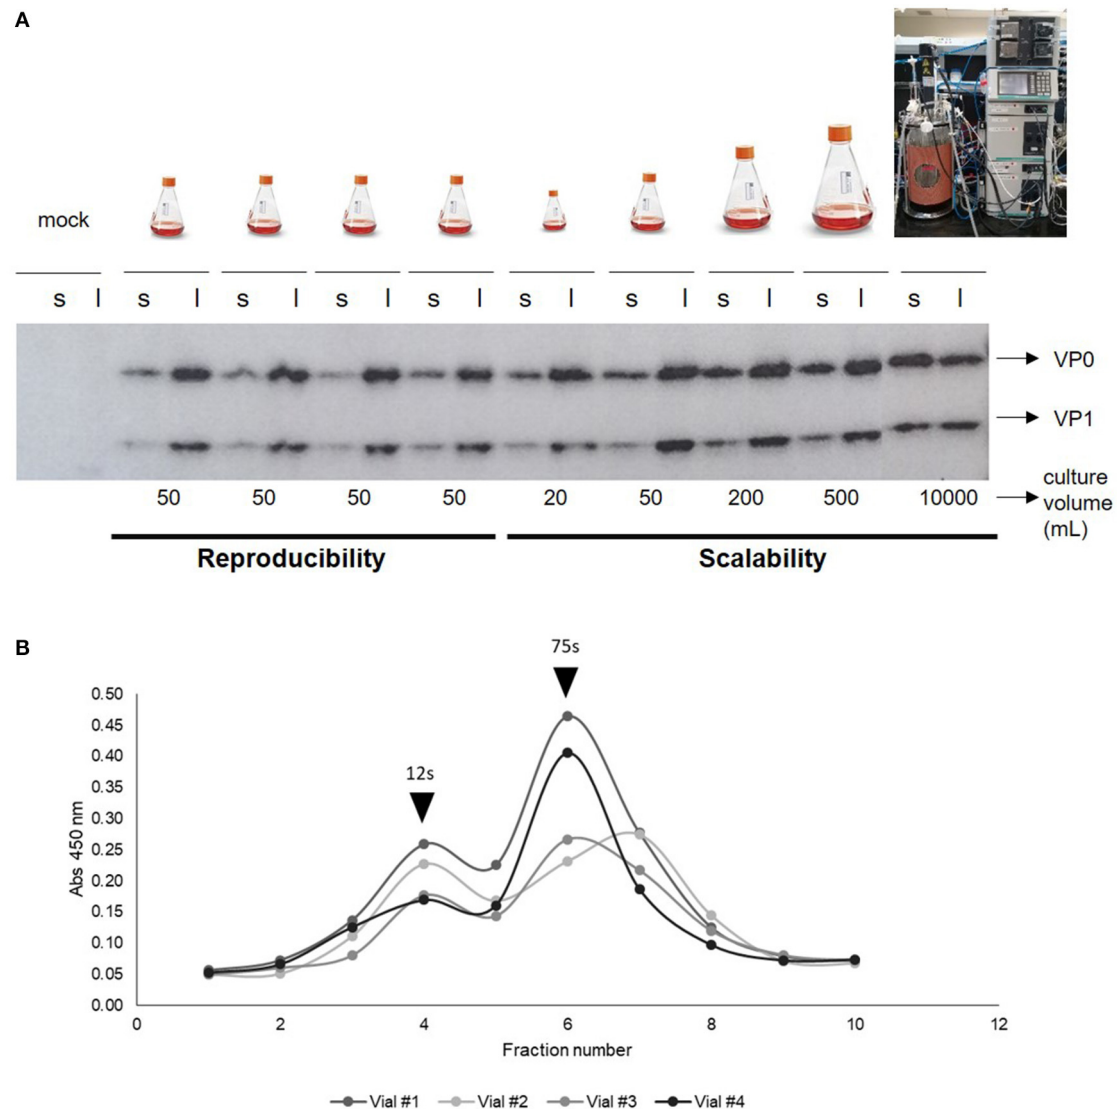 A
mock
s l s l s l s l s l s l s l s l s l s l
VP0
VP1
50 50 50 50 20 50 200 500 10000
culture
volume
(mL)
Reproducibility Scalability
B
75s
12s
0.50
0.45
0.40
0.35
0.30
0.25
0.20
0.15
0.10
0.05
0.00
Abs 450 nm
0 2 4 6 8 10 12
Fraction number
Vial #1 Vial #2 Vial #3 Vial #4